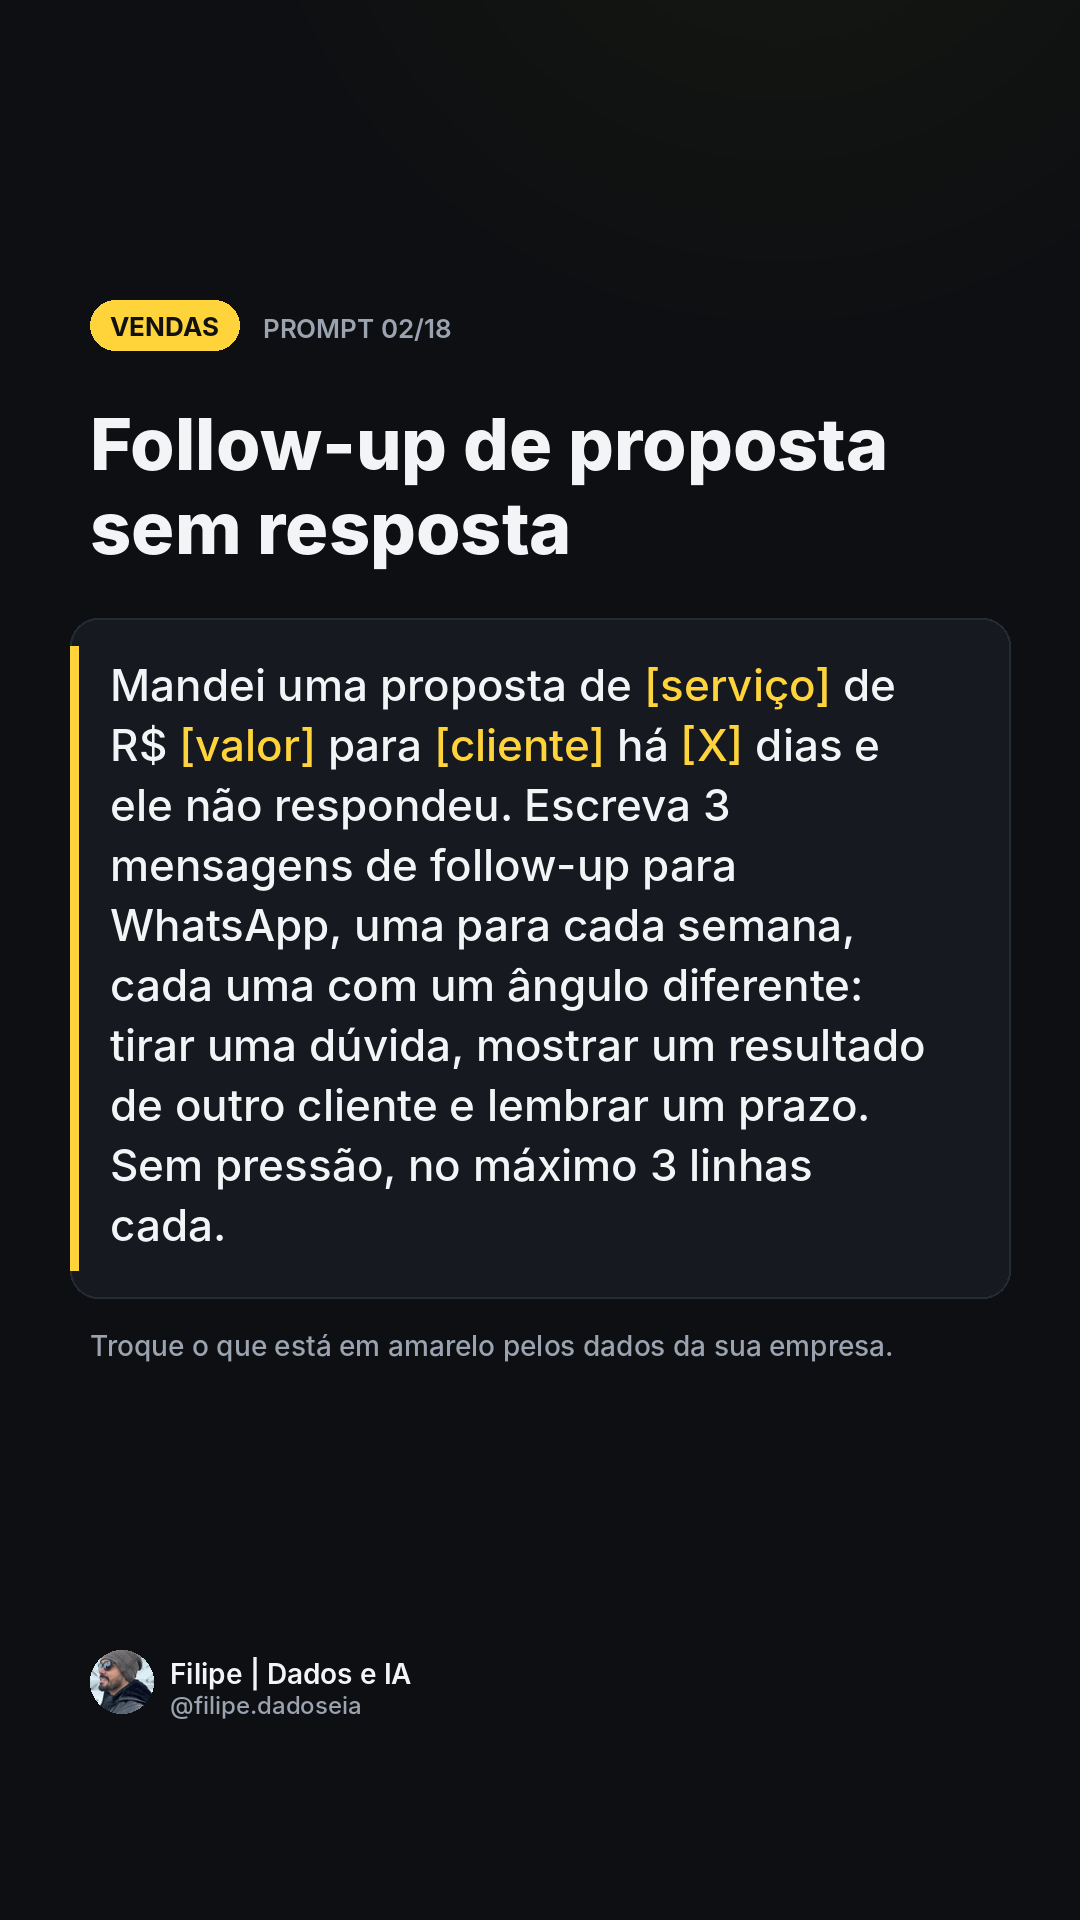 VENDAS PROMPT 02/18
Follow-up de proposta
sem resposta
Mandei uma proposta de [serviço] de
R$ [valor] para [cliente] há [X] dias e
ele não respondeu. Escreva 3
mensagens de follow-up para
WhatsApp, uma para cada semana,
cada uma com um ângulo diferente:
tirar uma dúvida, mostrar um resultado
de outro cliente e lembrar um prazo.
Sem pressão, no máximo 3 linhas
cada.
Troque o que está em amarelo pelos dados da sua empresa.
Filipe | Dados e IA
@filipe.dadoseia